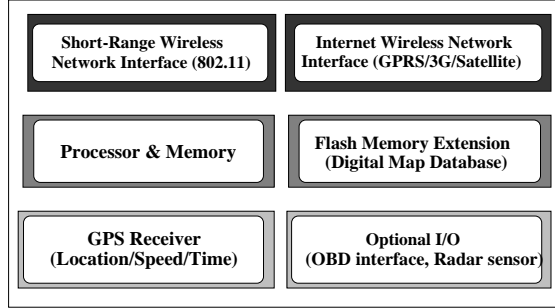 Short-Range Wireless
Network Interface (802.11)
Internet Wireless Network
Interface (GPRS/3G/Satellite)
Processor & Memory
Flash Memory Extension
(Digital Map Database)
GPS Receiver
(Location/Speed/Time)
Optional I/O
(OBD interface, Radar sensor)